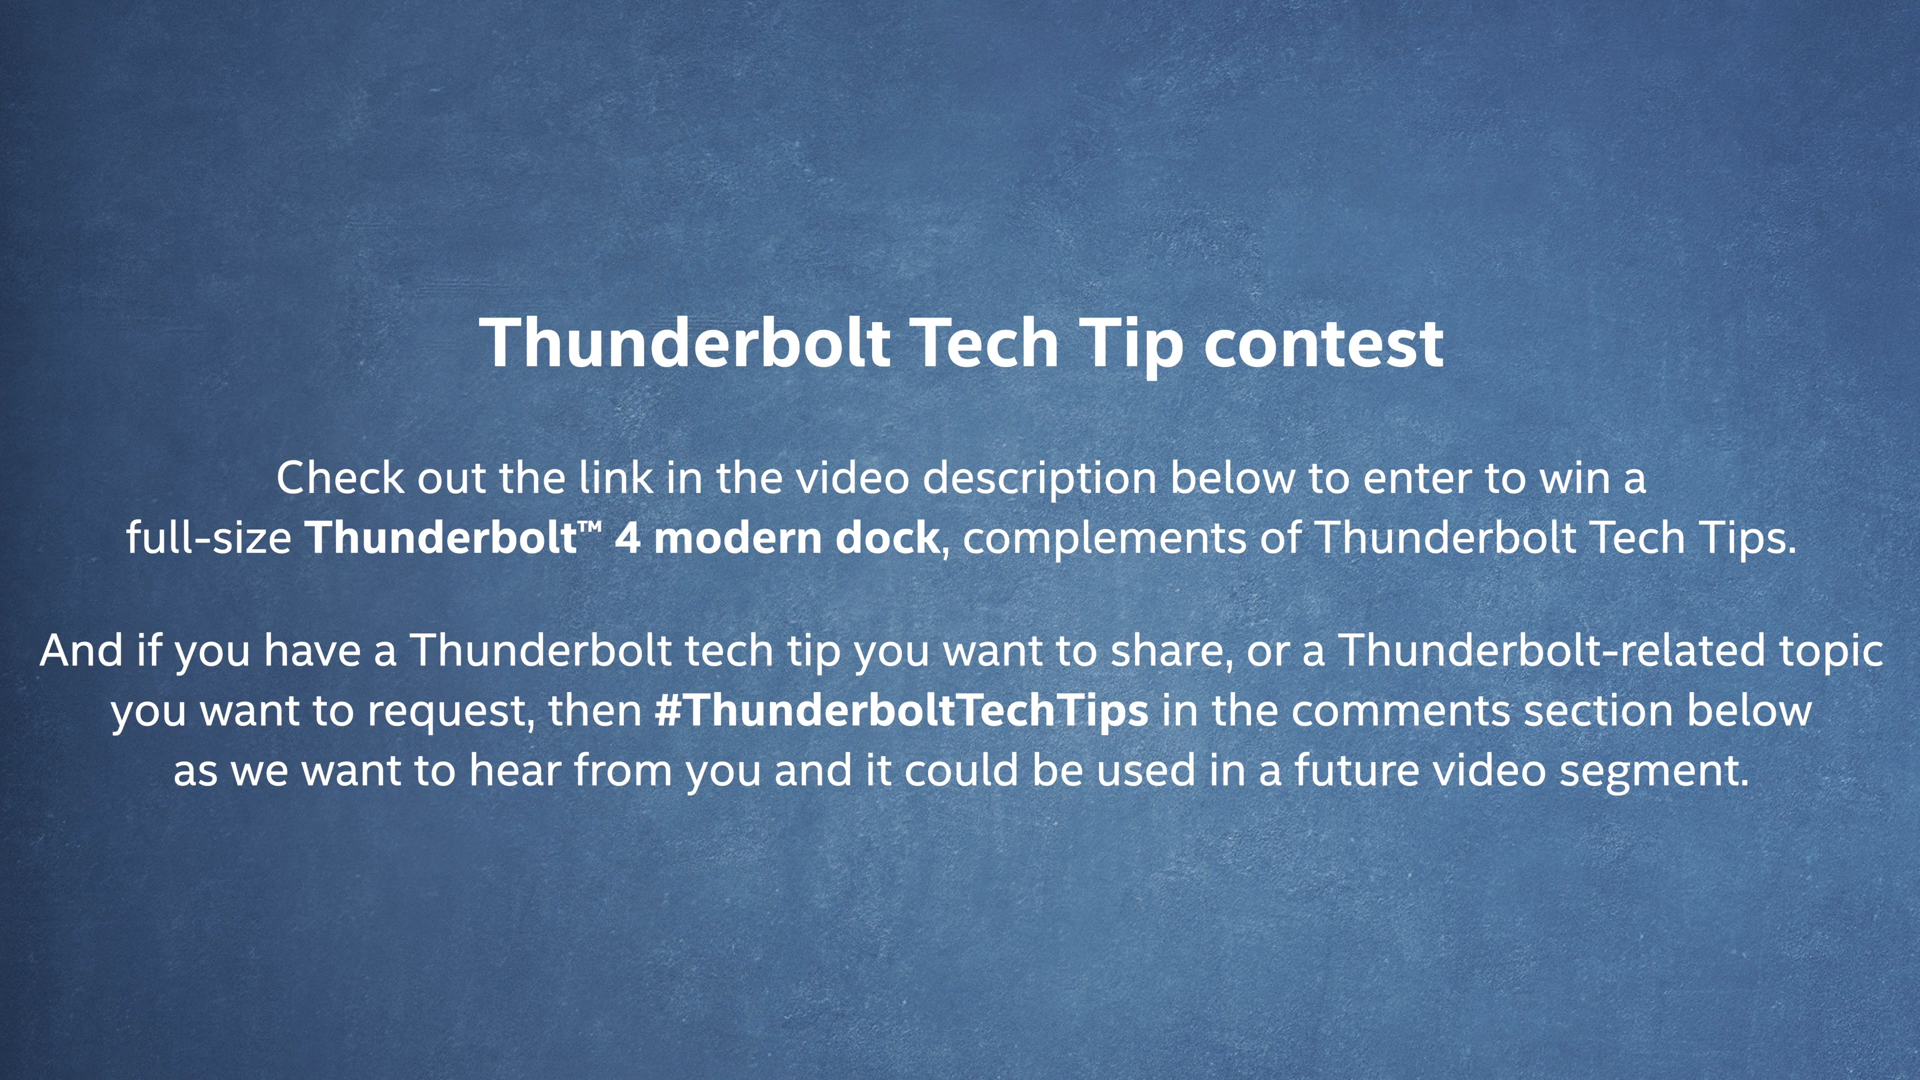 Thunderbolt Tech Tip contest
Check out the link in the video description below to enter to win a
full-size Thunderbolt™ 4 modern dock, complements of Thunderbolt Tech Tips.
And if you have a Thunderbolt tech tip you want to share, or a Thunderbolt-related topic
you want to request, then #ThunderboltTechTips in the comments section below
as we want to hear from you and it could be used in a future video segment.